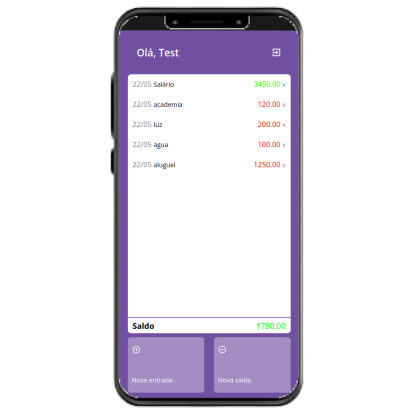 Olá, Test
22/05 Salário 3450.00 x
22/05 academia 120.00 x
22/05 luz 200.00 x
22/05 água 100.00 x
22/05 aluguel 1250.00 x
Saldo 1780.00
Nova entrada Nova saída